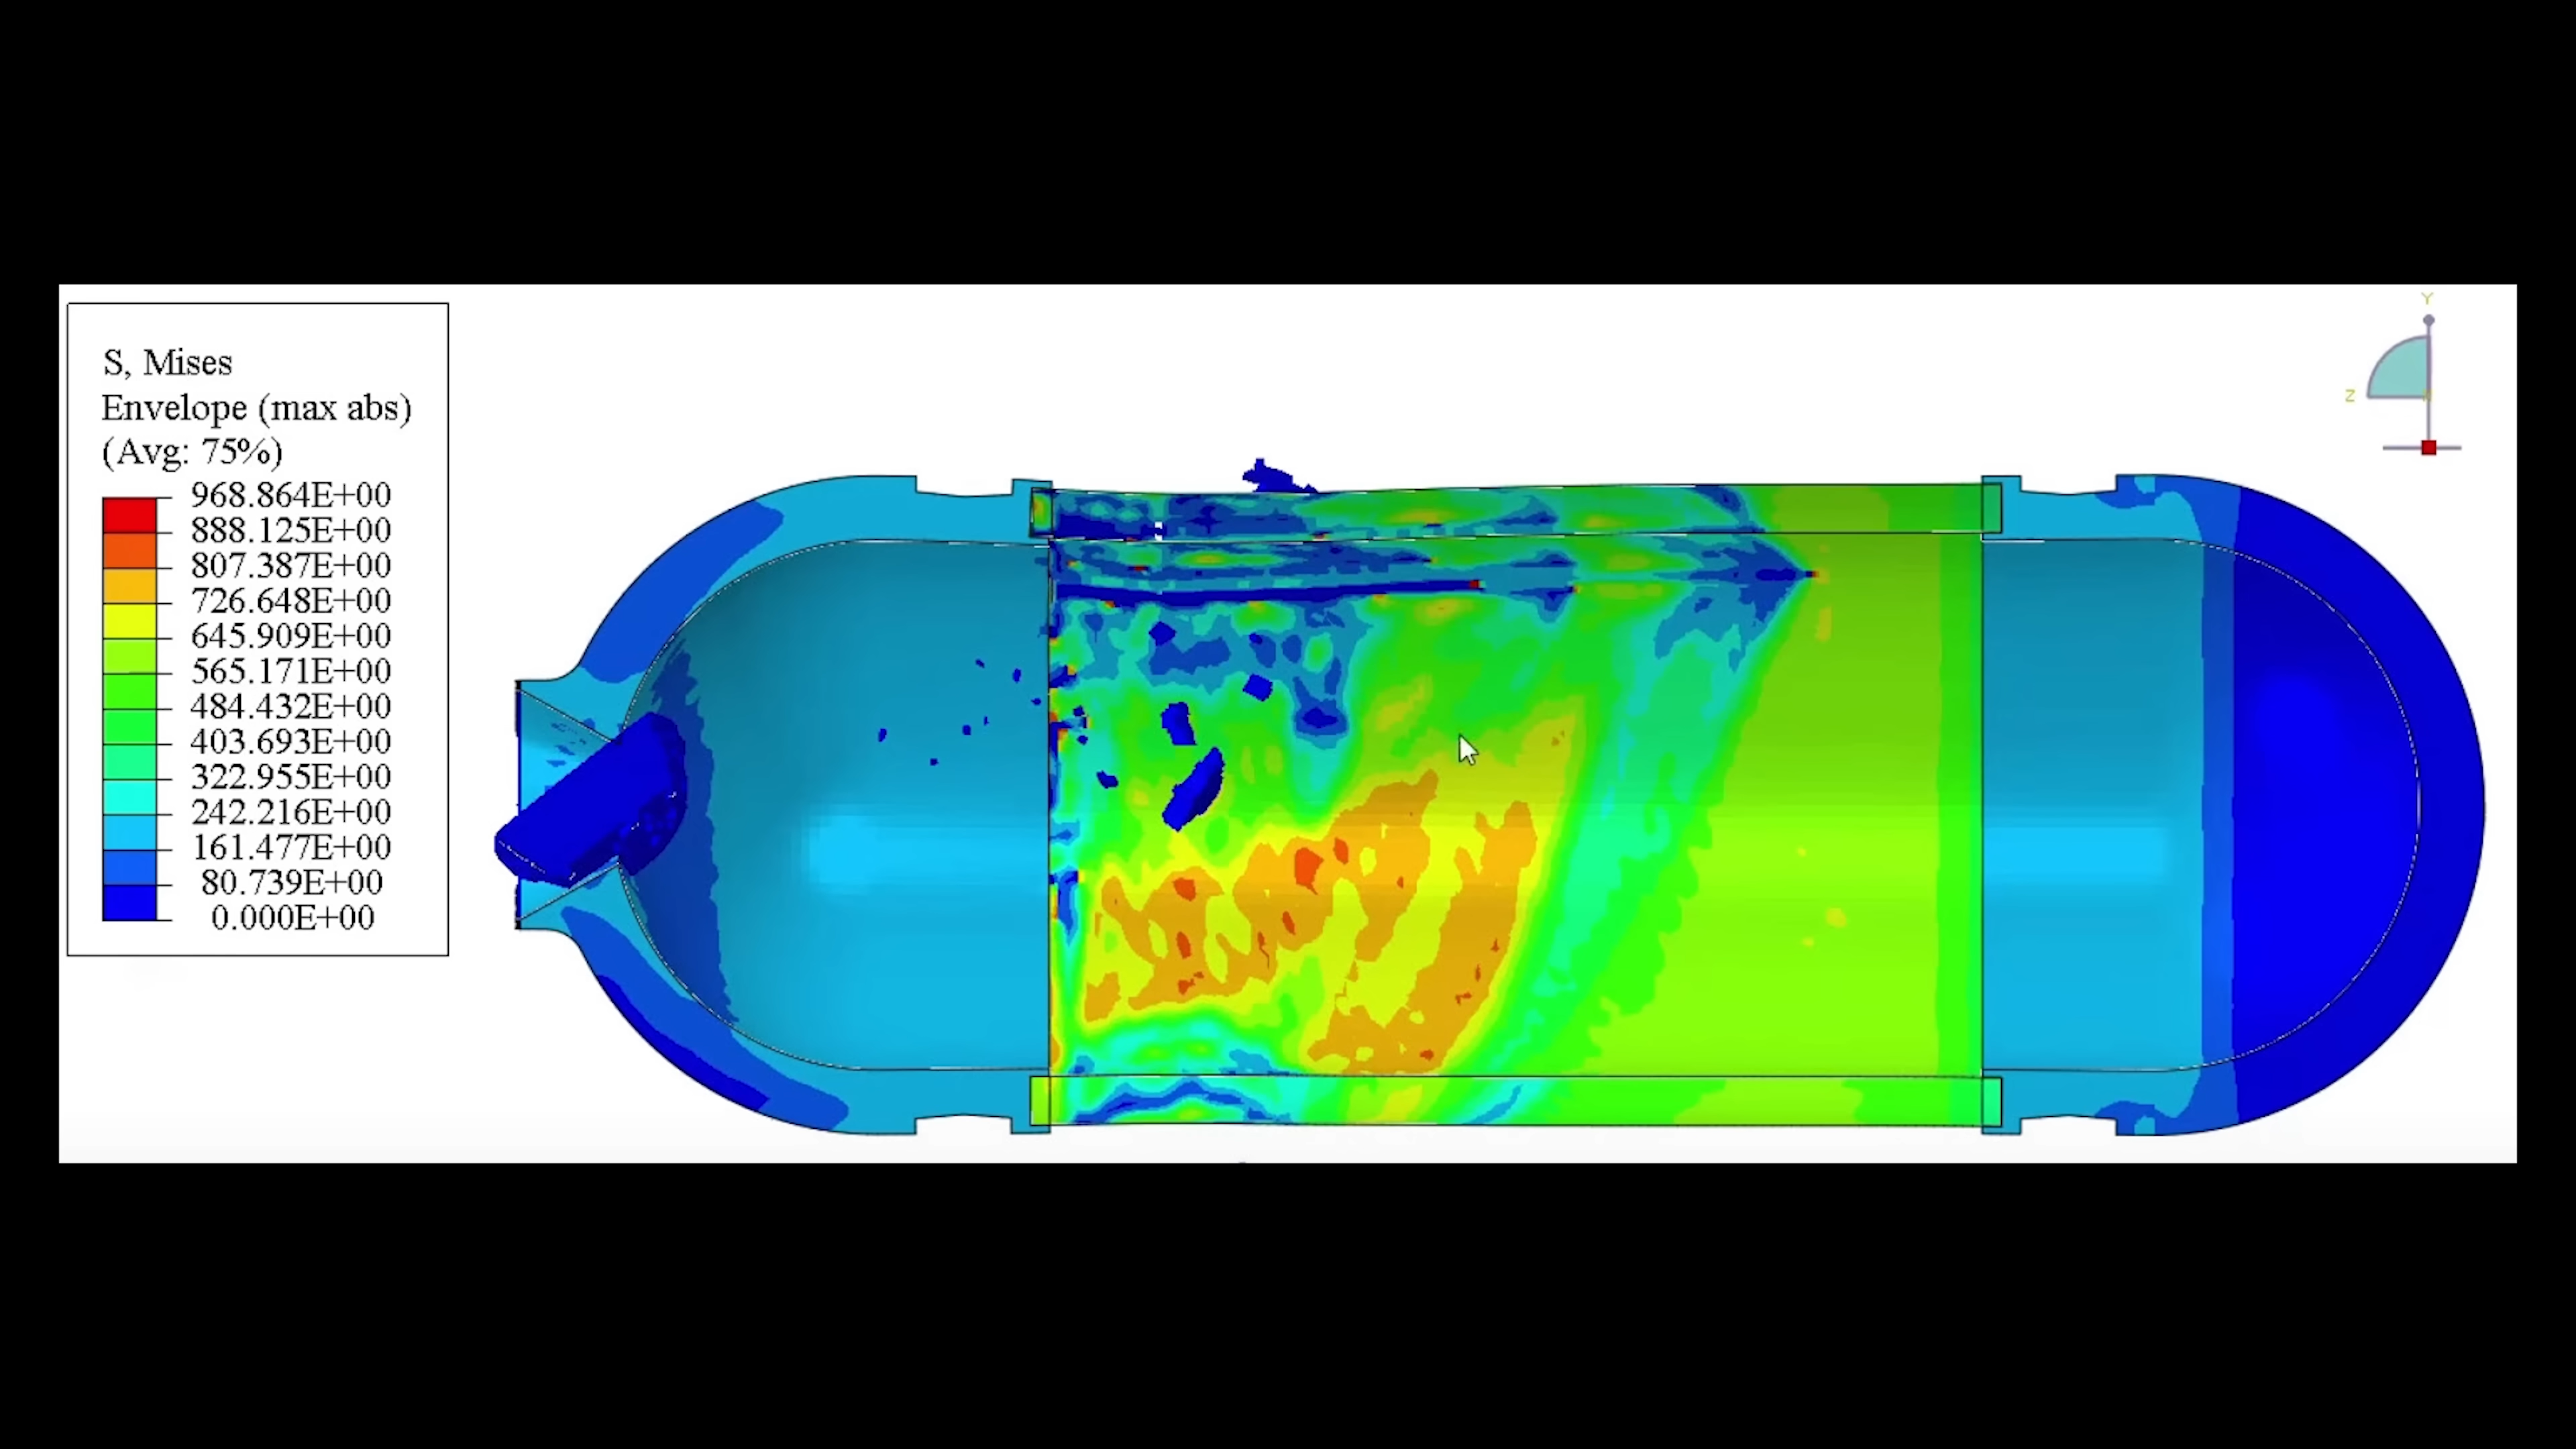 S, Mises
Envelope (max abs)
(Avg: 75%)
968.864E+00
888.125E+00
807.387E+00
726.648E+00
645.909E+00
565.171E+00
484.432E+00
403.693E+00
322.955E+00
242.216E+00
161.477E+00
80.739E+00
0.000E+00
Y
Z